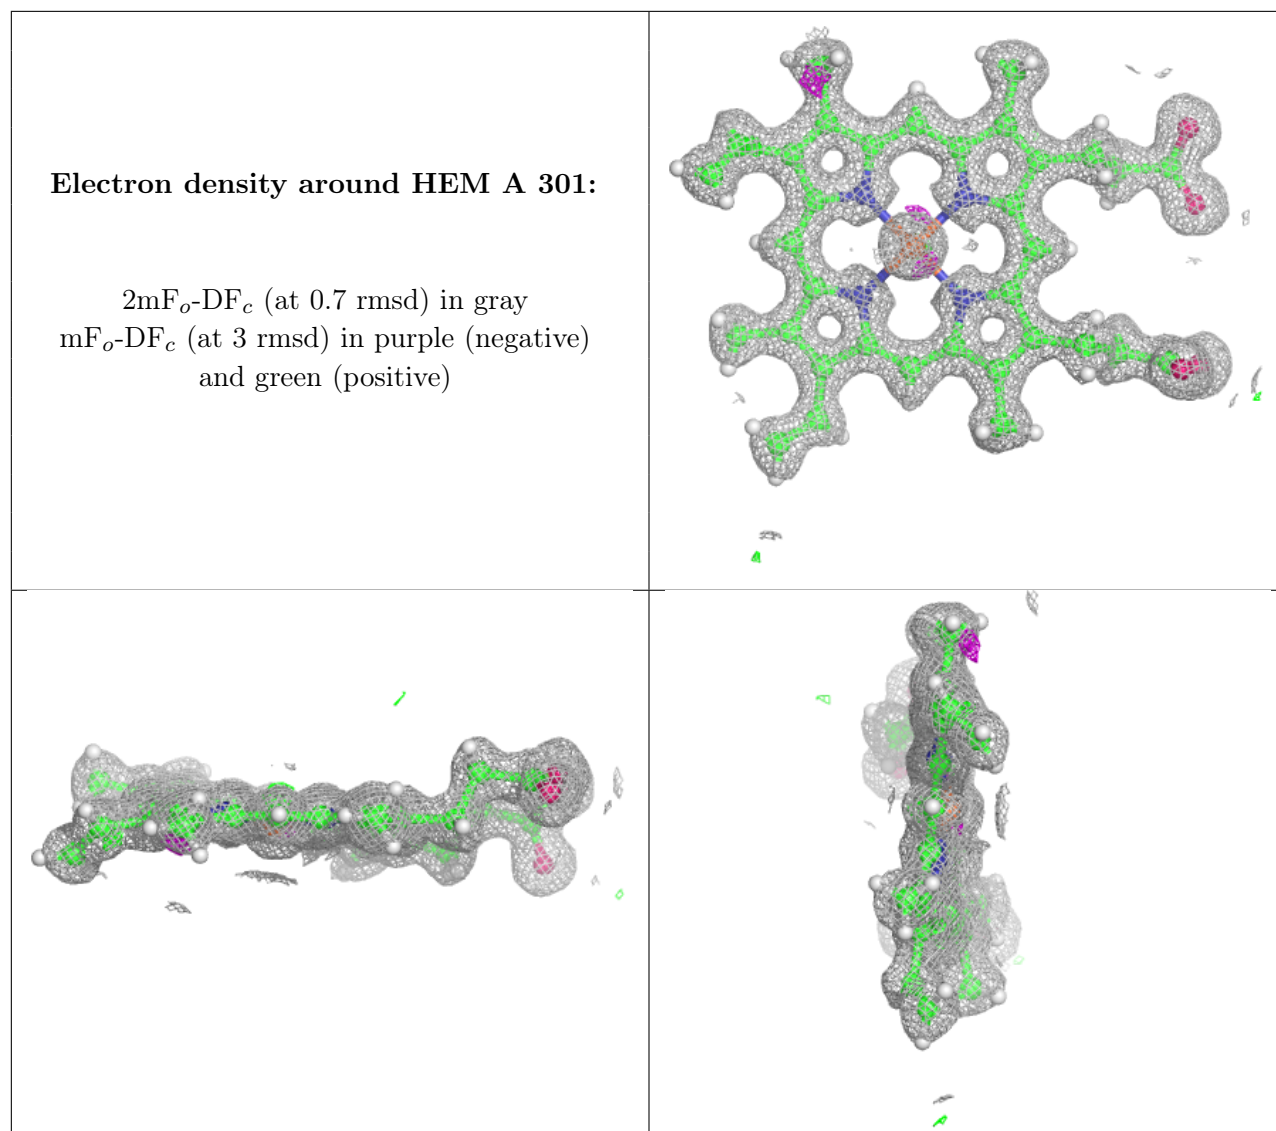 Electron density around HEM A 301:
2mFₒ-DF𝒸 (at 0.7 rmsd) in gray
mFₒ-DF𝒸 (at 3 rmsd) in purple (negative)
and green (positive)